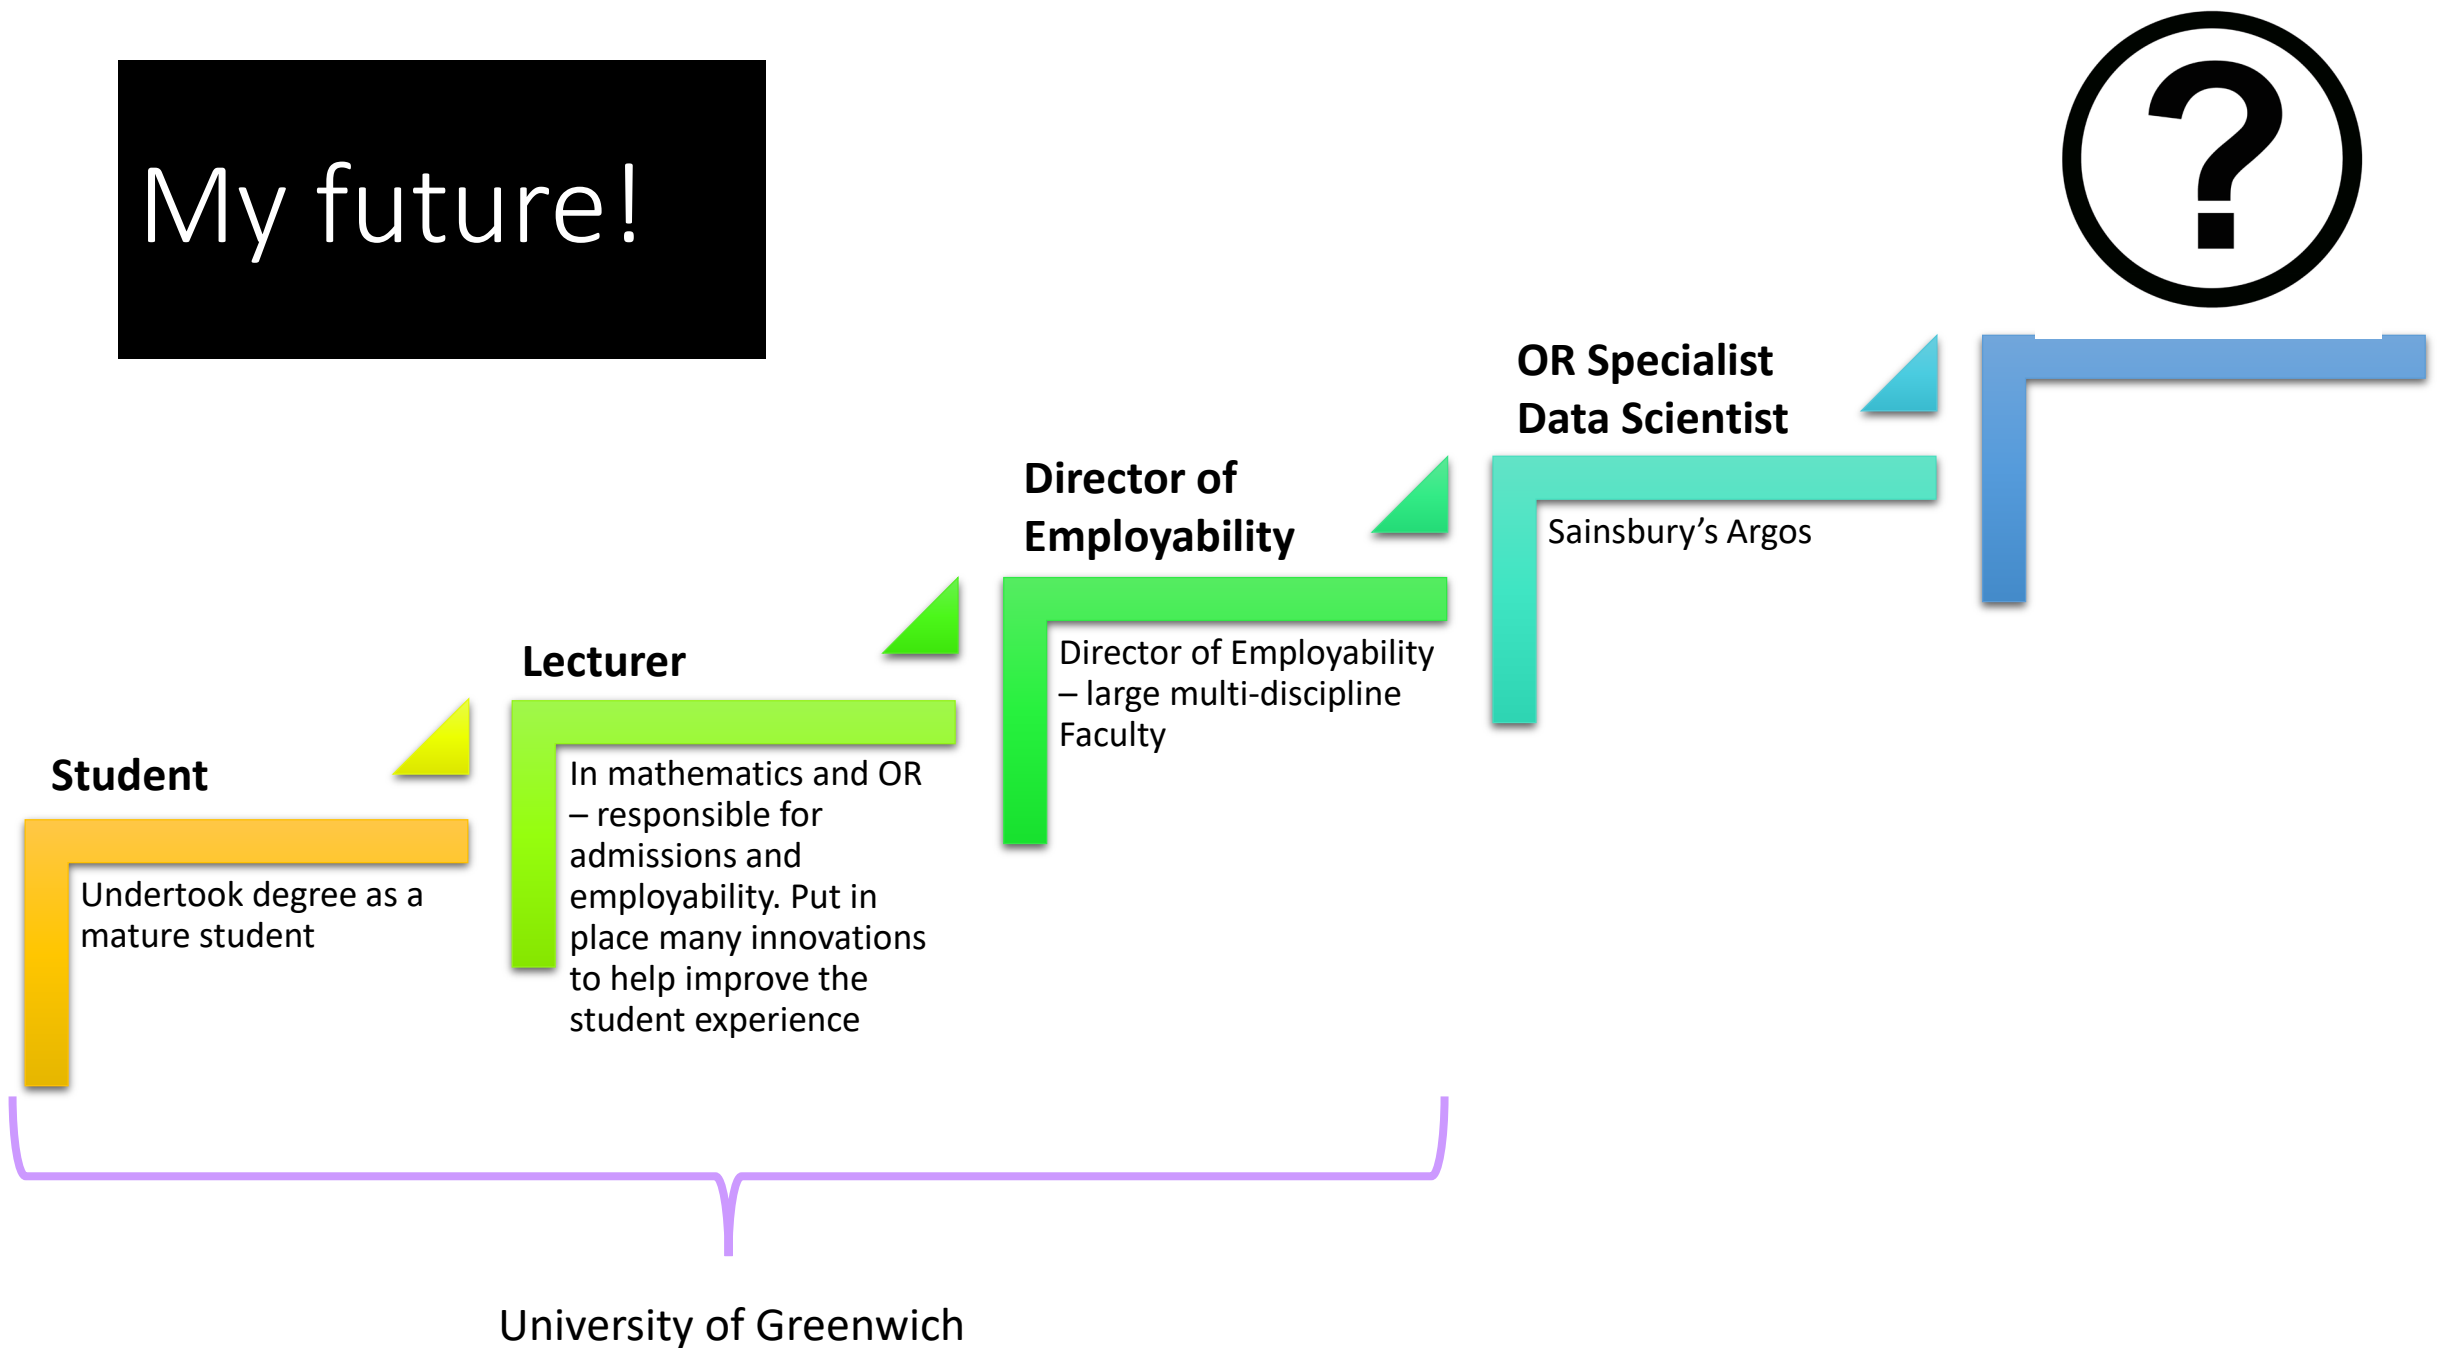 My future!
?
Student
Undertook degree as a
mature student
Lecturer
In mathematics and OR
– responsible for
admissions and
employability. Put in
place many innovations
to help improve the
student experience
Director of
Employability
Director of Employability
– large multi-discipline
Faculty
OR Specialist
Data Scientist
Sainsbury’s Argos
University of Greenwich